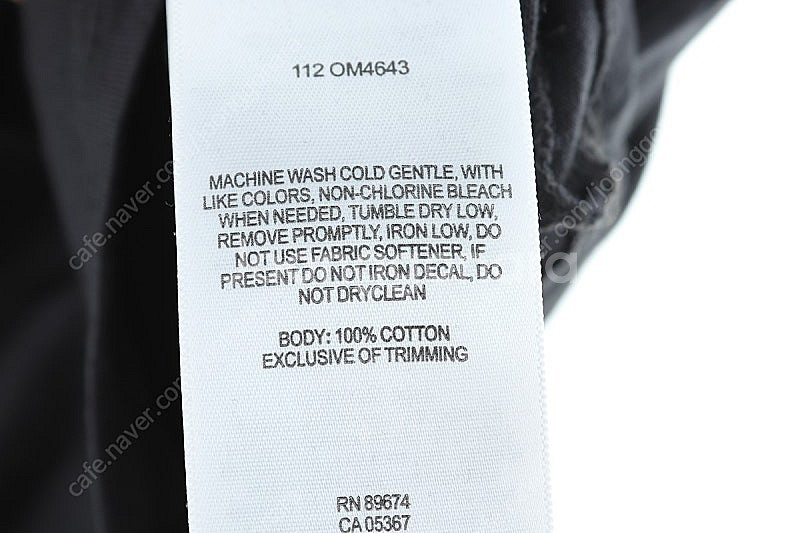 112 OM4643
MACHINE WASH COLD GENTLE, WITH
LIKE COLORS, NON-CHLORINE BLEACH
WHEN NEEDED, TUMBLE DRY LOW,
REMOVE PROMPTLY, IRON LOW, DO
NOT USE FABRIC SOFTENER, IF
PRESENT DO NOT IRON DECAL, DO
NOT DRYCLEAN
BODY: 100% COTTON
EXCLUSIVE OF TRIMMING
RN 89674
CA 05367
cafe.naver.com
cafe.naver.com